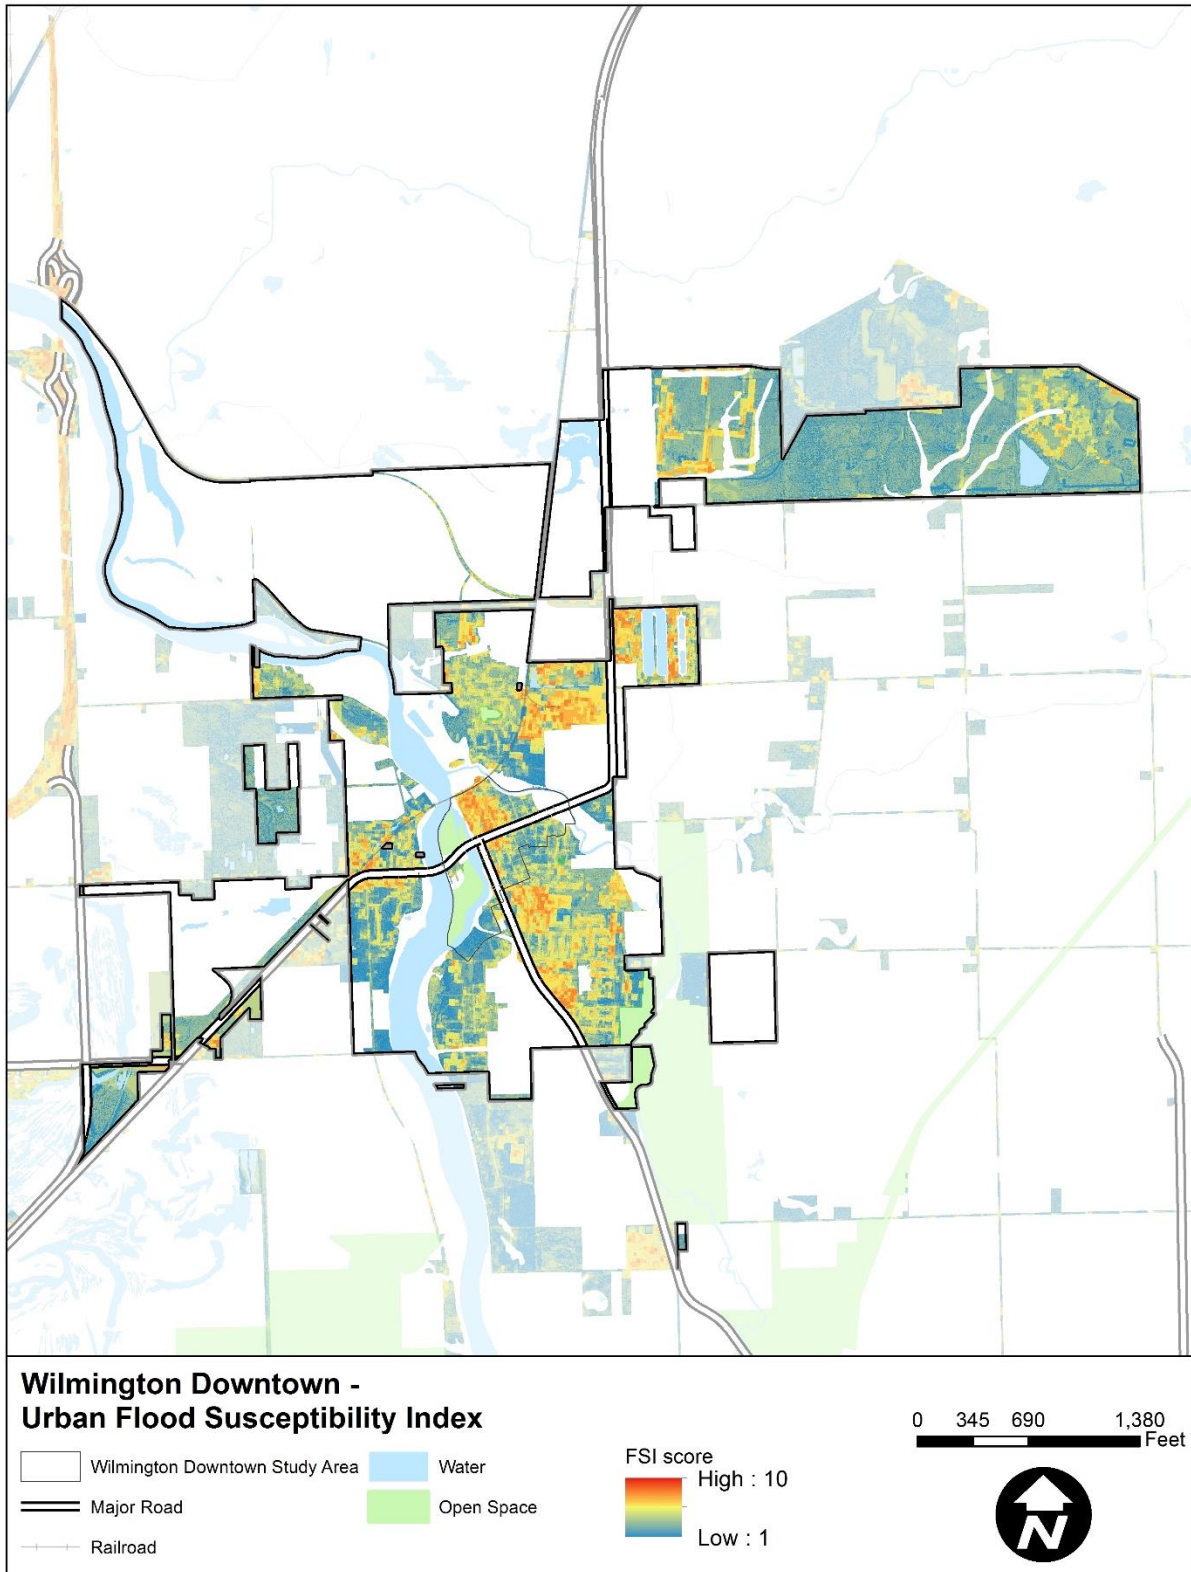 Wilmington Downtown -
Urban Flood Susceptibility Index
Wilmington Downtown Study Area
Major Road
Railroad
Water
Open Space
FSI score
High : 10
Low : 1
0 345 690 1,380
Feet
N